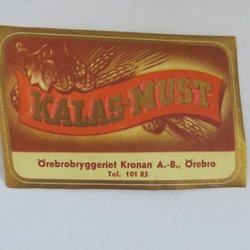 KALAS-MUST
Örebrobryggeriet Kronan A.-B., Örebro
Tel. 101 85